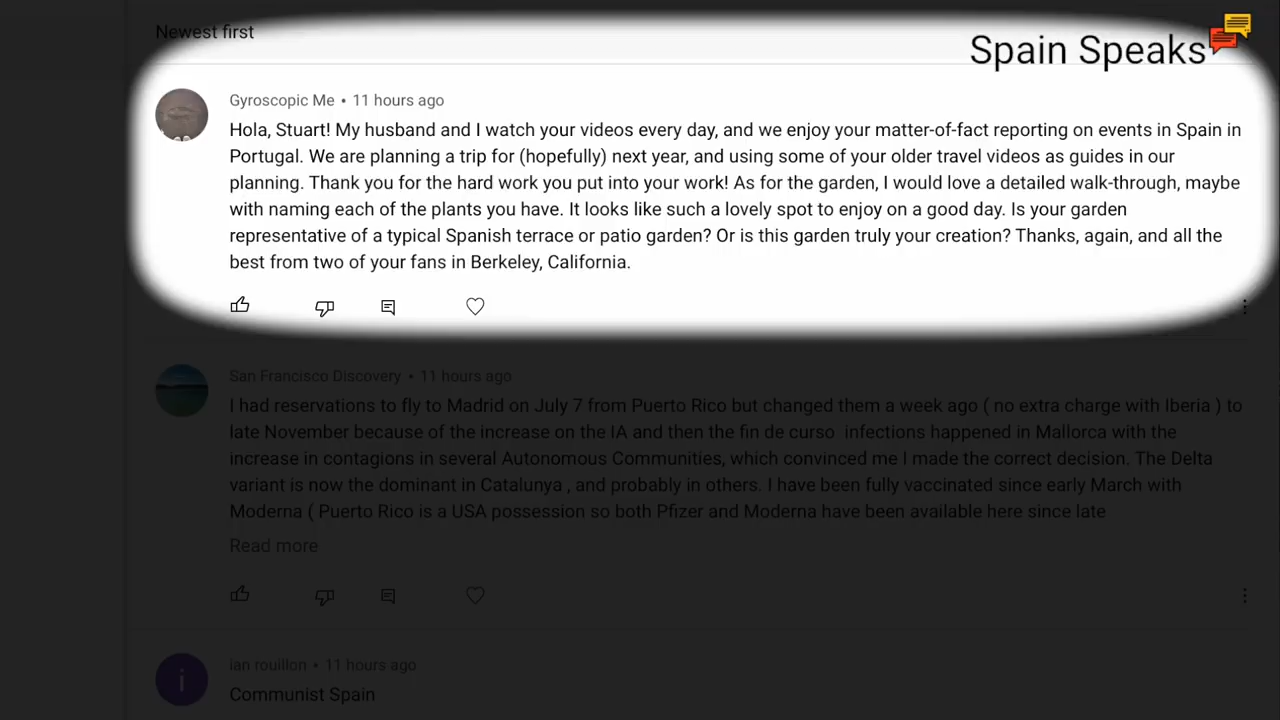 Newest first
Spain Speaks
Gyroscopic Me • 11 hours ago
Hola, Stuart! My husband and I watch your videos every day, and we enjoy your matter-of-fact reporting on events in Spain in
Portugal. We are planning a trip for (hopefully) next year, and using some of your older travel videos as guides in our
planning. Thank you for the hard work you put into your work! As for the garden, I would love a detailed walk-through, maybe
with naming each of the plants you have. It looks like such a lovely spot to enjoy on a good day. Is your garden
representative of a typical Spanish terrace or patio garden? Or is this garden truly your creation? Thanks, again, and all the
best from two of your fans in Berkeley, California.
San Francisco Discovery • 11 hours ago
I had reservations to fly to Madrid on July 7 from Puerto Rico but changed them a week ago ( no extra charge with Iberia ) to
late November because of the increase on the IA and then the fin de curso  infections happened in Mallorca with the
increase in contagions in several Autonomous Communities, which convinced me I made the correct decision. The Delta
variant is now the dominant in Catalunya , and probably in others. I have been fully vaccinated since early March with
Moderna ( Puerto Rico is a USA possession so both Pfizer and Moderna have been available here since late
Read more
i
ian rouillon • 11 hours ago
Communist Spain